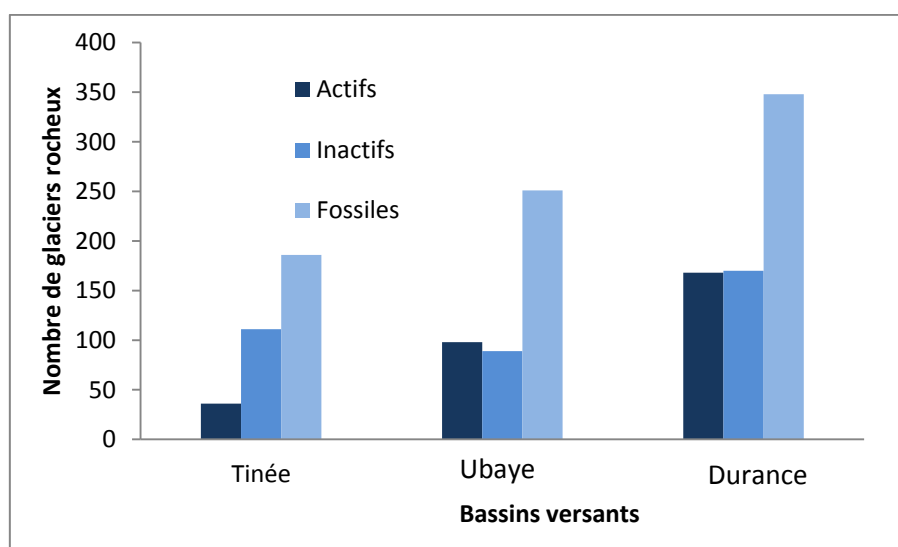 400
350
300
250
200
150
100
50
0
Nombre de glaciers rocheux
Actifs
Inactifs
Fossiles
Tinée
Ubaye
Durance
Bassins versants